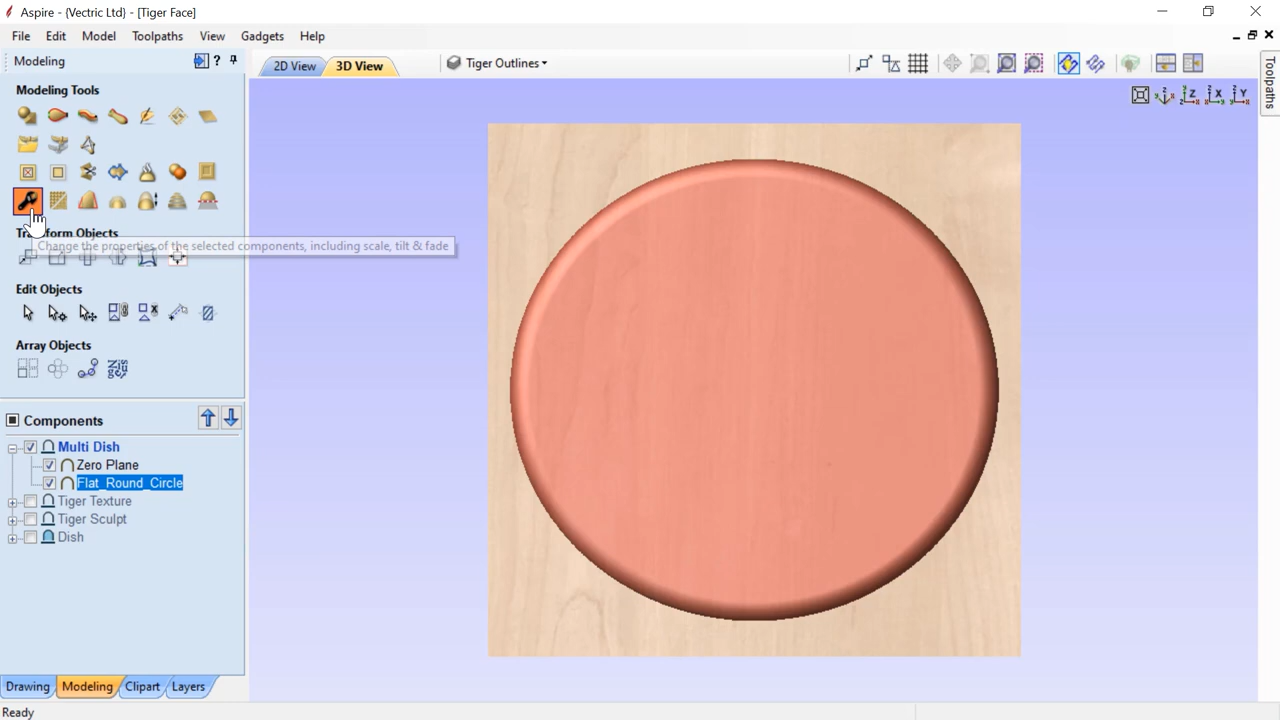 Aspire - {Vectric Ltd} - [Tiger Face]
File Edit Model Toolpaths View Gadgets Help
Modeling
2D View 3D View Tiger Outlines
Modeling Tools
Transform Objects
Change the properties of the selected components, including scale, tilt & fade
Edit Objects
Array Objects
Components
Multi Dish
Zero Plane
Flat_Round_Circle
Tiger Texture
Tiger Sculpt
Dish
Drawing Modeling Clipart Layers
Ready
Toolpaths